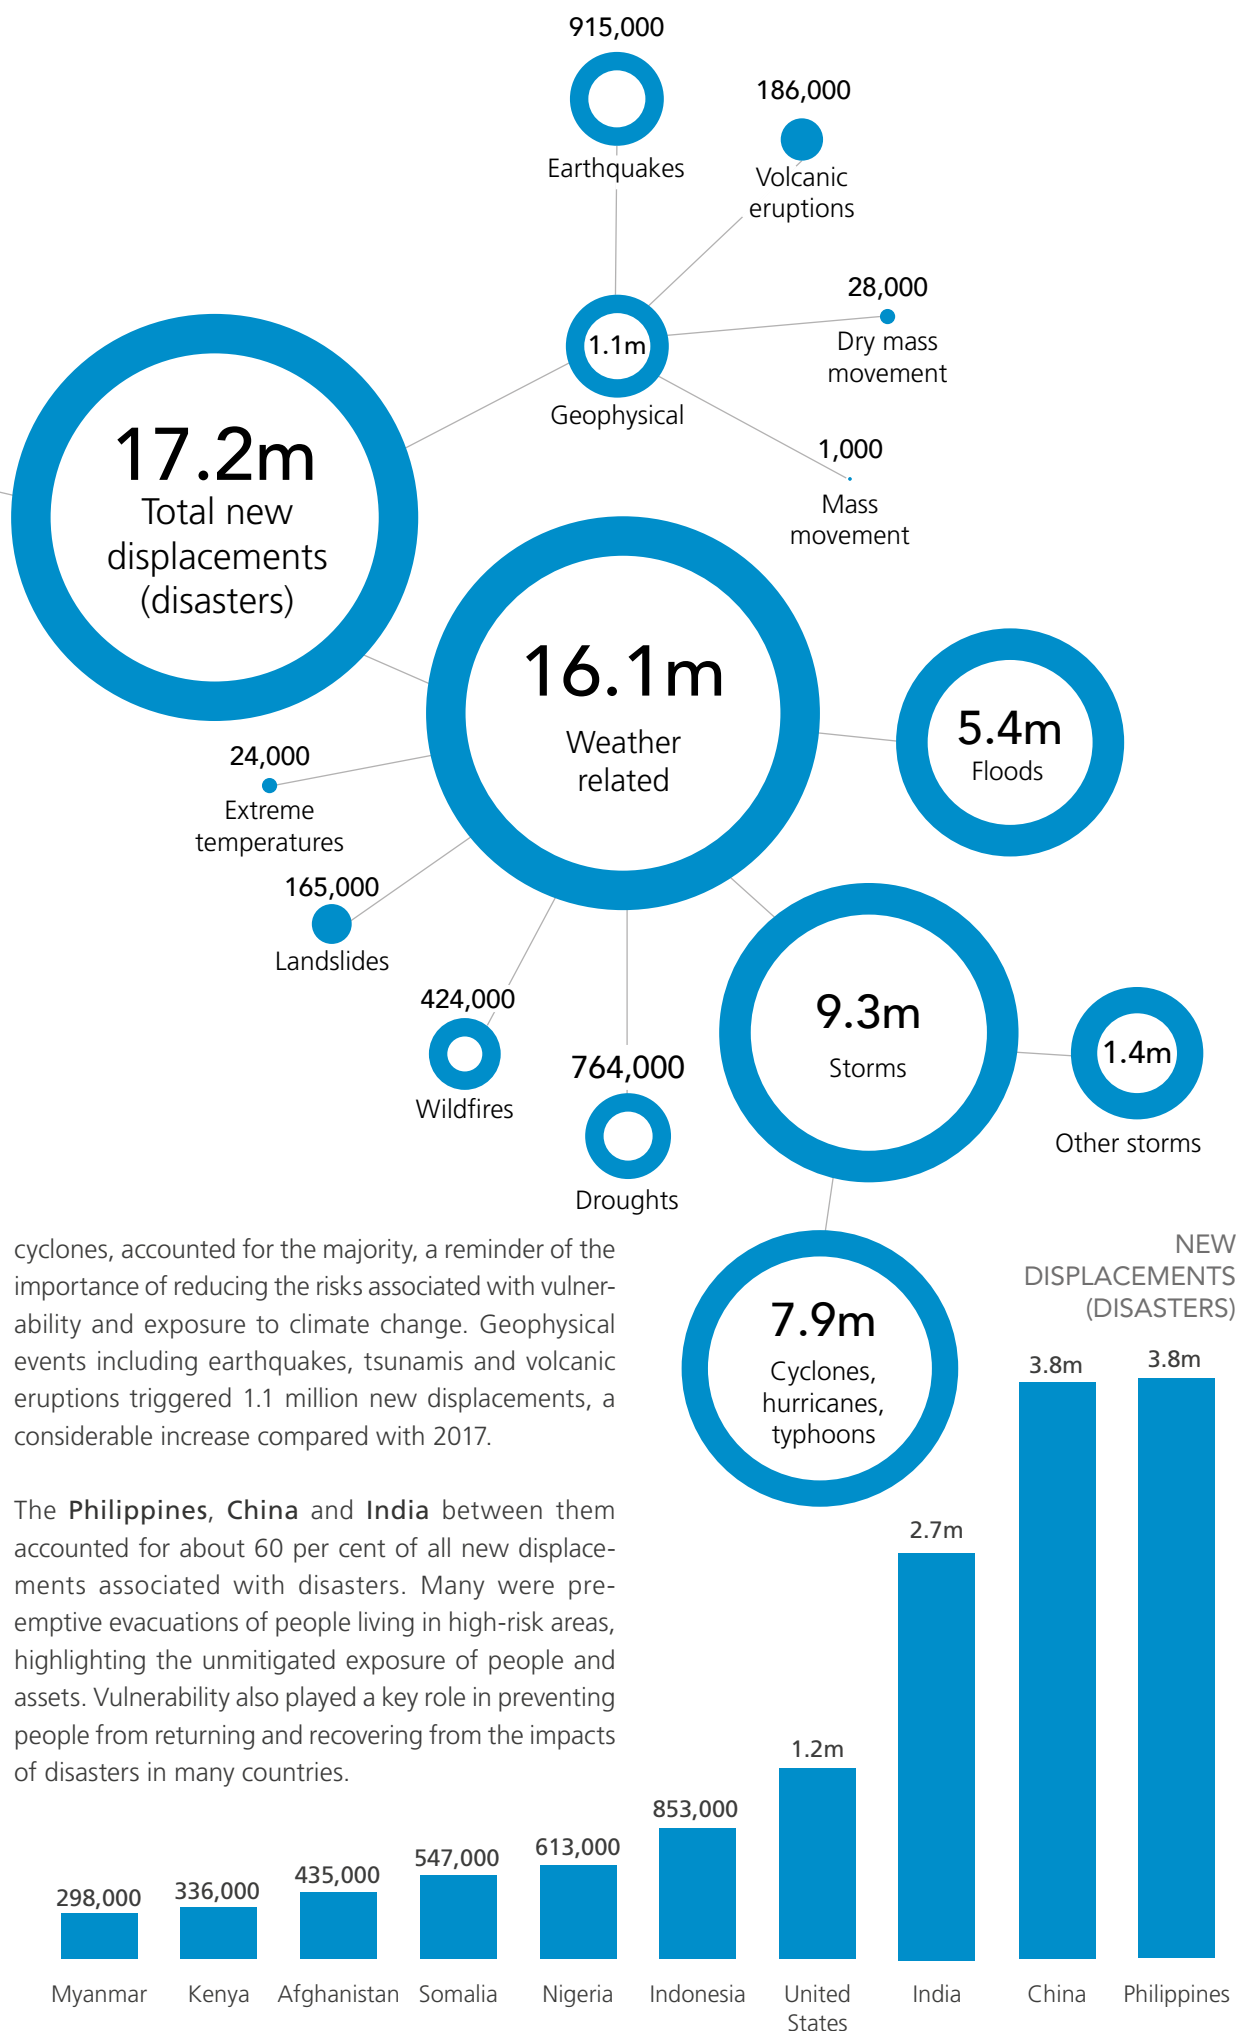 915,000
Earthquakes
186,000
Volcanic
eruptions
28,000
Dry mass
movement
1.1m
Geophysical
1,000
Mass
movement
17.2m
Total new
displacements
(disasters)
16.1m
Weather
related
5.4m
Floods
24,000
Extreme
temperatures
165,000
Landslides
424,000
Wildfires
764,000
Droughts
9.3m
Storms
1.4m
Other storms
7.9m
Cyclones,
hurricanes,
typhoons
cyclones, accounted for the majority, a reminder of the
importance of reducing the risks associated with vulner-
ability and exposure to climate change. Geophysical
events including earthquakes, tsunamis and volcanic
eruptions triggered 1.1 million new displacements, a
considerable increase compared with 2017.
The Philippines, China and India between them
accounted for about 60 per cent of all new displace-
ments associated with disasters. Many were pre-
emptive evacuations of people living in high-risk areas,
highlighting the unmitigated exposure of people and
assets. Vulnerability also played a key role in preventing
people from returning and recovering from the impacts
of disasters in many countries.
NEW
DISPLACEMENTS
(DISASTERS)
298,000
336,000
435,000
547,000
613,000
853,000
1.2m
2.7m
3.8m
3.8m
Myanmar
Kenya
Afghanistan
Somalia
Nigeria
Indonesia
United
States
India
China
Philippines